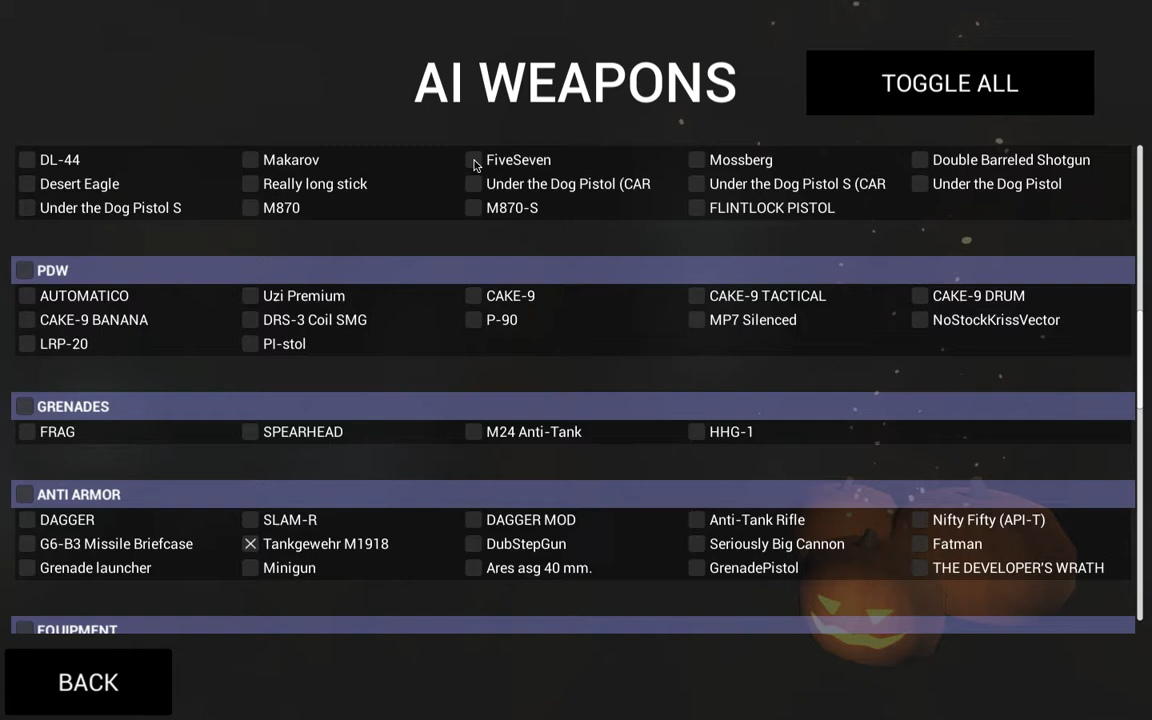 AI WEAPONS
TOGGLE ALL
DL-44 Makarov FiveSeven Mossberg Double Barreled Shotgun
Desert Eagle Really long stick Under the Dog Pistol (CAR Under the Dog Pistol S (CAR Under the Dog Pistol
Under the Dog Pistol S M870 M870-S FLINTLOCK PISTOL
PDW
AUTOMATICO Uzi Premium CAKE-9 CAKE-9 TACTICAL CAKE-9 DRUM
CAKE-9 BANANA DRS-3 Coil SMG P-90 MP7 Silenced NoStockKrissVector
LRP-20 PI-stol
GRENADES
FRAG SPEARHEAD M24 Anti-Tank HHG-1
ANTI ARMOR
DAGGER SLAM-R DAGGER MOD Anti-Tank Rifle Nifty Fifty (API-T)
G6-B3 Missile Briefcase Tankgewehr M1918 DubStepGun Seriously Big Cannon Fatman
Grenade launcher Minigun Ares asg 40 mm. GrenadePistol THE DEVELOPER'S WRATH
EQUIPMENT
BACK